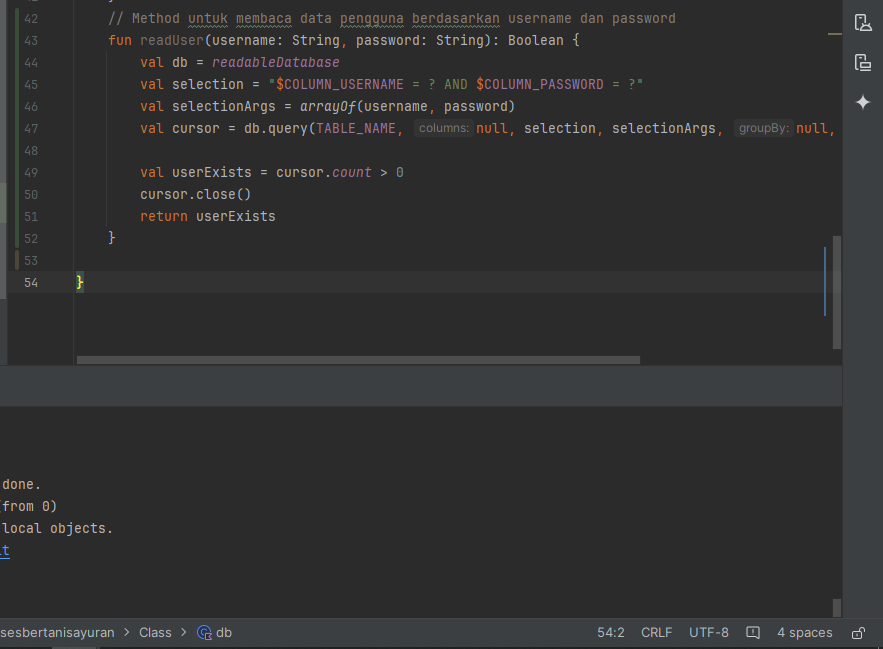 42 // Method untuk membaca data pengguna berdasarkan username dan password
43 fun readUser(username: String, password: String): Boolean {
44 val db = readableDatabase
45 val selection = "$COLUMN_USERNAME = ? AND $COLUMN_PASSWORD = ?"
46 val selectionArgs = arrayOf(username, password)
47 val cursor = db.query(TABLE_NAME, columns: null, selection, selectionArgs, groupBy: null,
48
49 val userExists = cursor.count > 0
50 cursor.close()
51 return userExists
52 }
53
54 }
done.
(from 0)
local objects.
it
sesbertanisayuran > Class > db 54:2 CRLF UTF-8 4 spaces